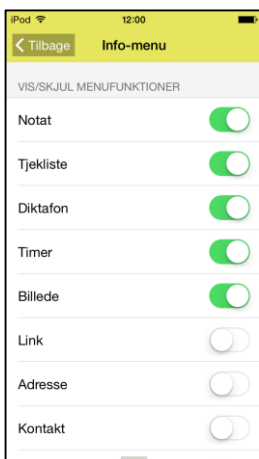 iPod 12:00
Tilbage Info-menu
VIS/SKJUL MENUFUNKTIONER
Notat
Tjekliste
Diktafon
Timer
Billede
Link
Adresse
Kontakt